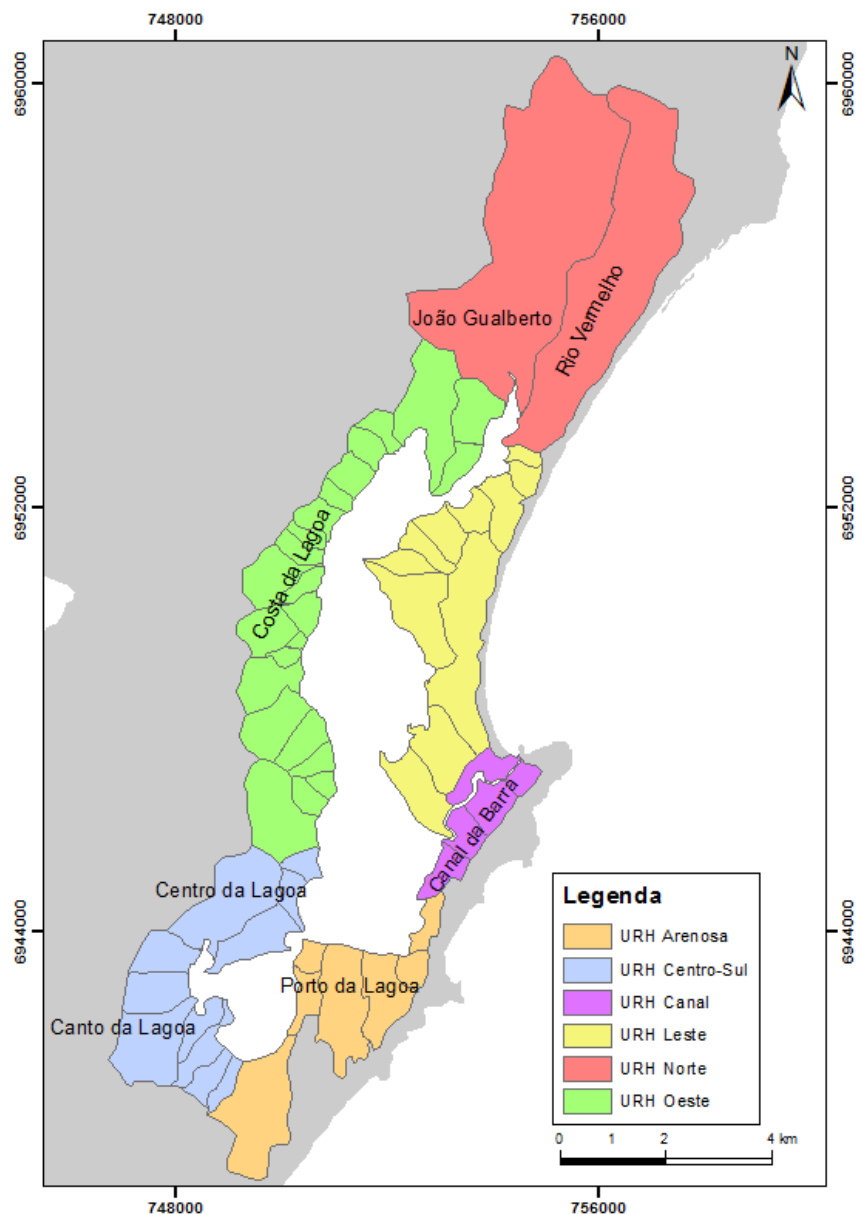 748000
756000
6960000
6960000
N
João Gualberto
Rio Vermelho
6952000
6952000
Costa da Lagoa
Canal da Barra
Centro da Lagoa
6944000
6944000
Porto da Lagoa
Canto da Lagoa
Legenda
URH Arenosa
URH Centro-Sul
URH Canal
URH Leste
URH Norte
URH Oeste
0 1 2 4 km
748000
756000